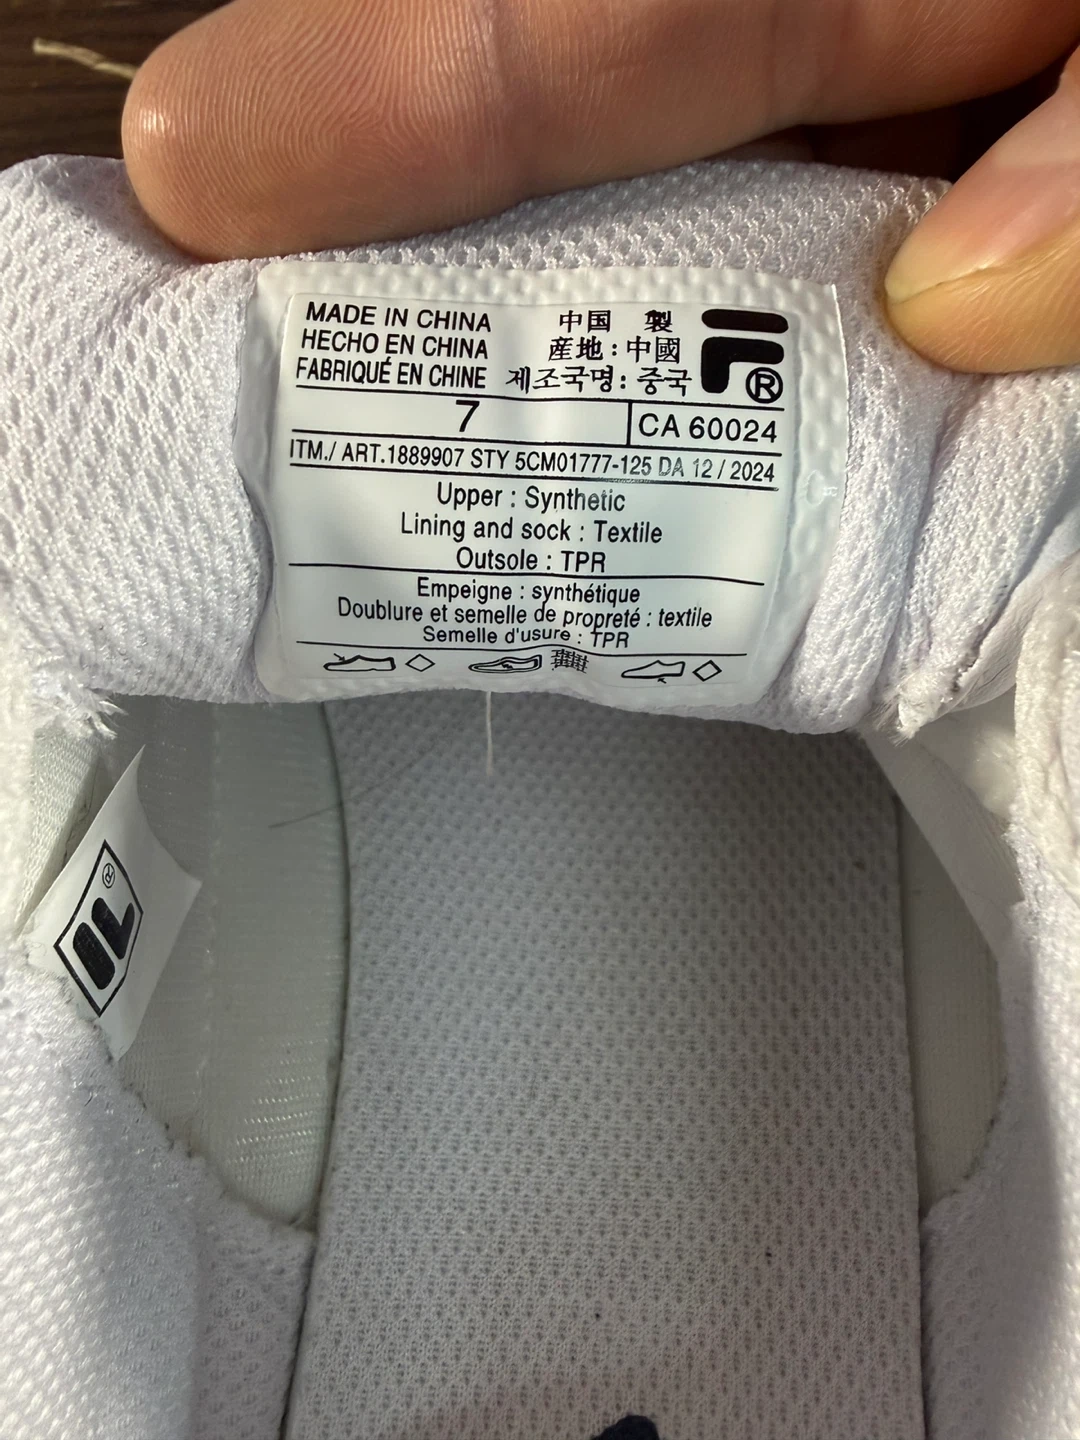 MADE IN CHINA
HECHO EN CHINA
FABRIQUÉ EN CHINE
中国 製
産地 : 中國
제조국명 : 중국
®
7
CA 60024
ITM./ ART.1889907 STY 5CM01777-125 DA 12 / 2024
Upper : Synthetic
Lining and sock : Textile
Outsole : TPR
Empeigne : synthétique
Doublure et semelle de propreté : textile
Semelle d'usure : TPR
®